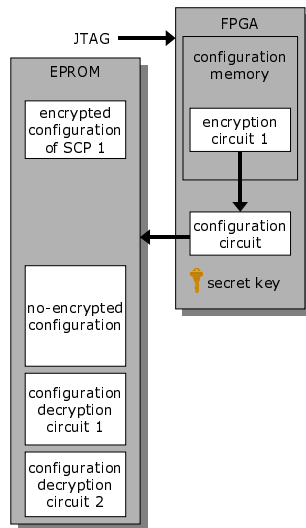 JTAG
FPGA
configuration
memory
encryption
circuit 1
configuration
circuit
secret key
EPROM
encrypted
configuration
of SCP 1
no-encrypted
configuration
configuration
decryption
circuit 1
configuration
decryption
circuit 2